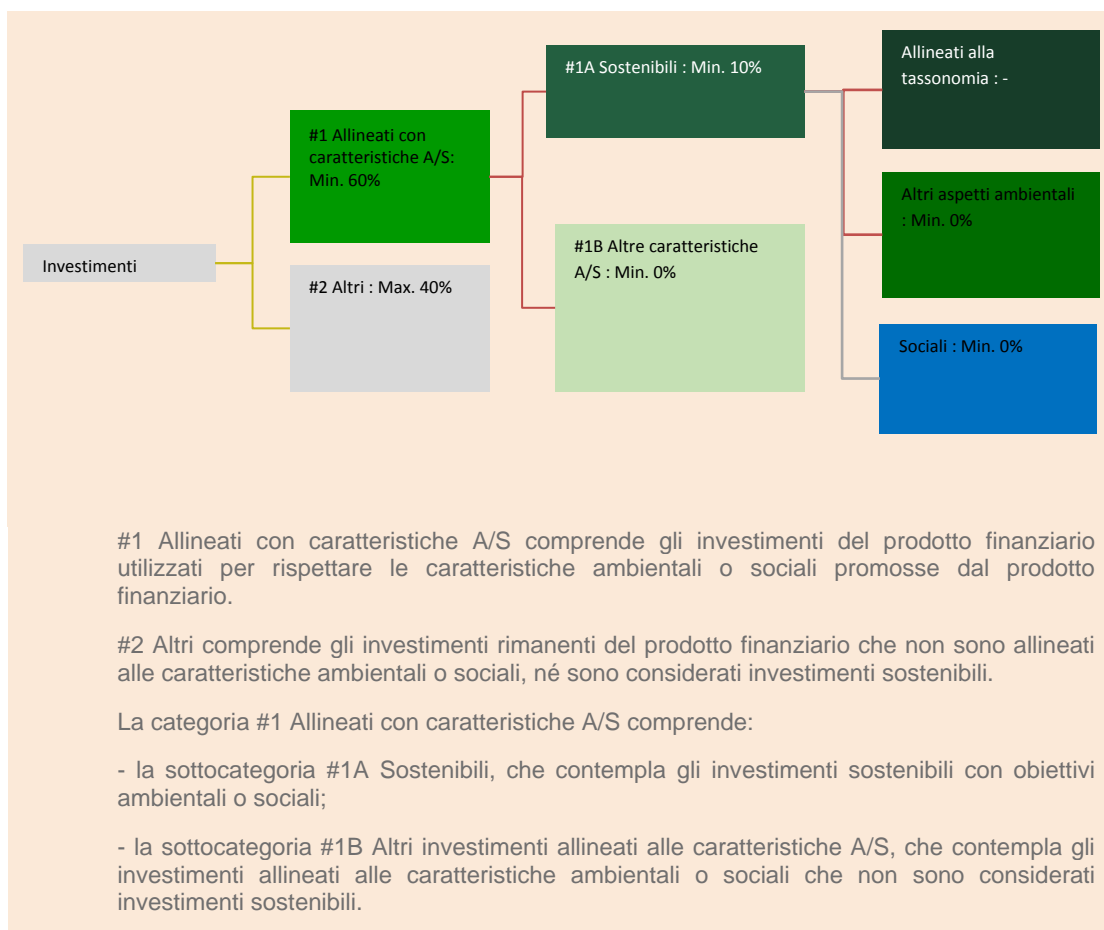 Investimenti
#1 Allineati con
caratteristiche A/S:
Min. 60%
#2 Altri : Max. 40%
#1A Sostenibili : Min. 10%
#1B Altre caratteristiche
A/S : Min. 0%
Allineati alla
tassonomia : -
Altri aspetti ambientali
: Min. 0%
Sociali : Min. 0%
#1 Allineati con caratteristiche A/S comprende gli investimenti del prodotto finanziario
utilizzati per rispettare le caratteristiche ambientali o sociali promosse dal prodotto
finanziario.
#2 Altri comprende gli investimenti rimanenti del prodotto finanziario che non sono allineati
alle caratteristiche ambientali o sociali, né sono considerati investimenti sostenibili.
La categoria #1 Allineati con caratteristiche A/S comprende:
- la sottocategoria #1A Sostenibili, che contempla gli investimenti sostenibili con obiettivi
ambientali o sociali;
- la sottocategoria #1B Altri investimenti allineati alle caratteristiche A/S, che contempla gli
investimenti allineati alle caratteristiche ambientali o sociali che non sono considerati
investimenti sostenibili.